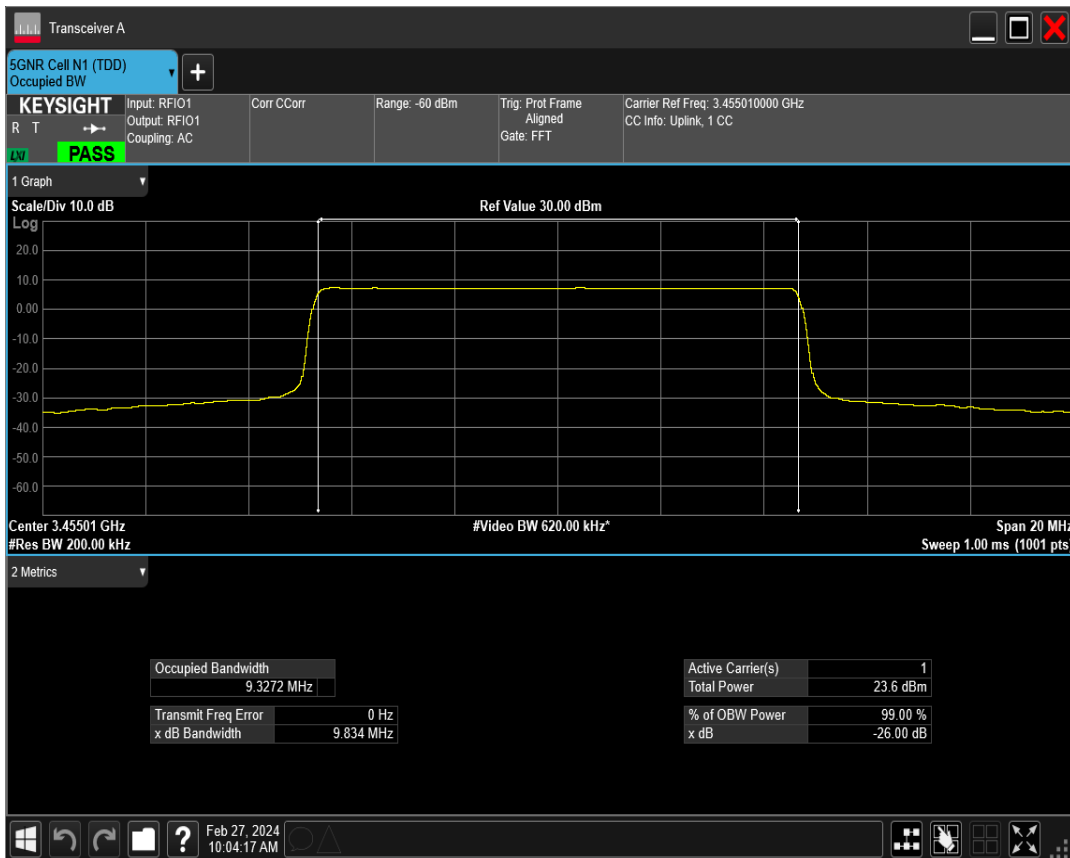 Transceiver A
5GNR Cell N1 (TDD)
Occupied BW
KEYSIGHT
R T
LXI
PASS
Input: RFIO1
Output: RFIO1
Coupling: AC
Corr CCorr
Range: -60 dBm
Trig: Prot Frame
Aligned
Gate: FFT
Carrier Ref Freq: 3.455010000 GHz
CC Info: Uplink, 1 CC
1 Graph
Scale/Div 10.0 dB
Ref Value 30.00 dBm
Log
20.0
10.0
0.00
-10.0
-20.0
-30.0
-40.0
-50.0
-60.0
Center 3.45501 GHz
#Video BW 620.00 kHz*
Span 20 MHz
#Res BW 200.00 kHz
Sweep 1.00 ms (1001 pts)
2 Metrics
Occupied Bandwidth
9.3272 MHz
Transmit Freq Error 0 Hz
x dB Bandwidth 9.834 MHz
Active Carrier(s) 1
Total Power 23.6 dBm
% of OBW Power 99.00 %
x dB -26.00 dB
?
Feb 27, 2024
10:04:17 AM